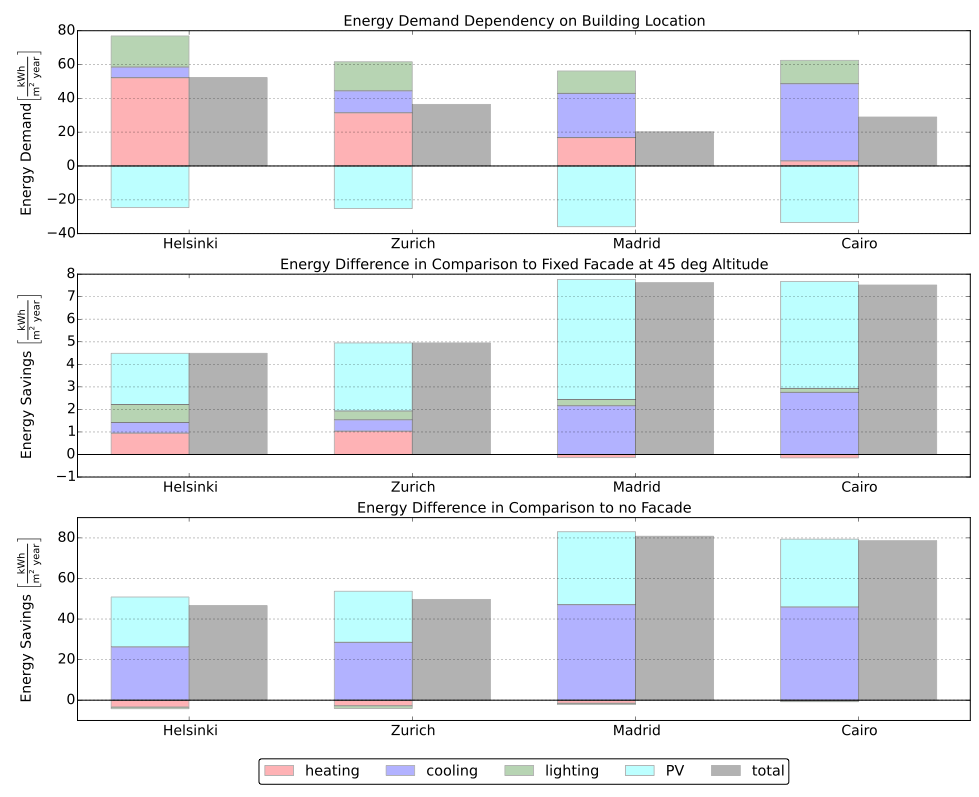 Energy Demand Dependency on Building Location
Energy Demand [kWh / m² year]
80
60
40
20
0
−20
−40
Helsinki Zurich Madrid Cairo
Energy Difference in Comparison to Fixed Facade at 45 deg Altitude
Energy Savings [kWh / m² year]
8
7
6
5
4
3
2
1
0
−1
Helsinki Zurich Madrid Cairo
Energy Difference in Comparison to no Facade
Energy Savings [kWh / m² year]
80
60
40
20
0
Helsinki Zurich Madrid Cairo
heating cooling lighting PV total